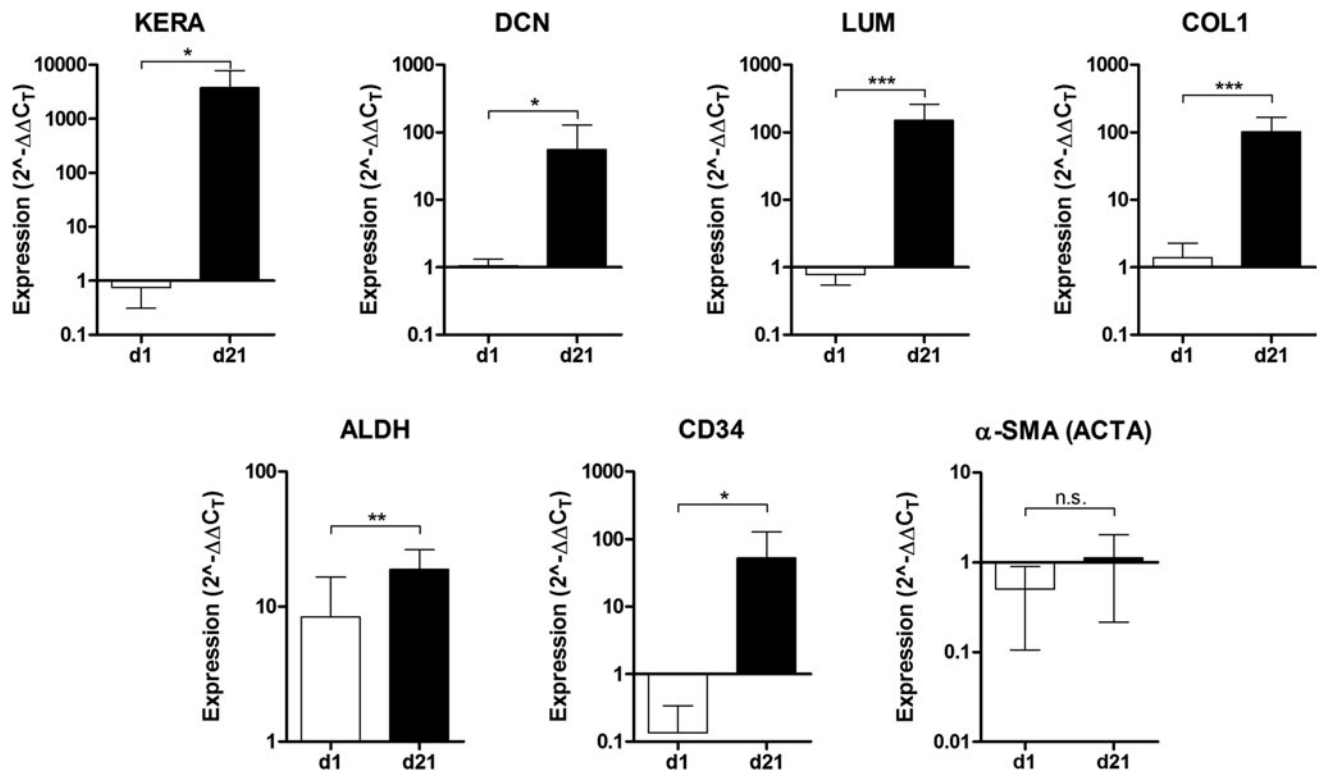 KERA
DCN
LUM
COL1
*
*
***
***
Expression (2^-ΔΔCT)
10000
1000
100
10
1
0.1
d1
d21
Expression (2^-ΔΔCT)
1000
100
10
1
0.1
d1
d21
Expression (2^-ΔΔCT)
1000
100
10
1
0.1
d1
d21
Expression (2^-ΔΔCT)
1000
100
10
1
0.1
d1
d21
ALDH
CD34
α-SMA (ACTA)
**
*
n.s.
Expression (2^-ΔΔCT)
100
10
1
d1
d21
Expression (2^-ΔΔCT)
1000
100
10
1
0.1
d1
d21
Expression (2^-ΔΔCT)
10
1
0.1
0.01
d1
d21